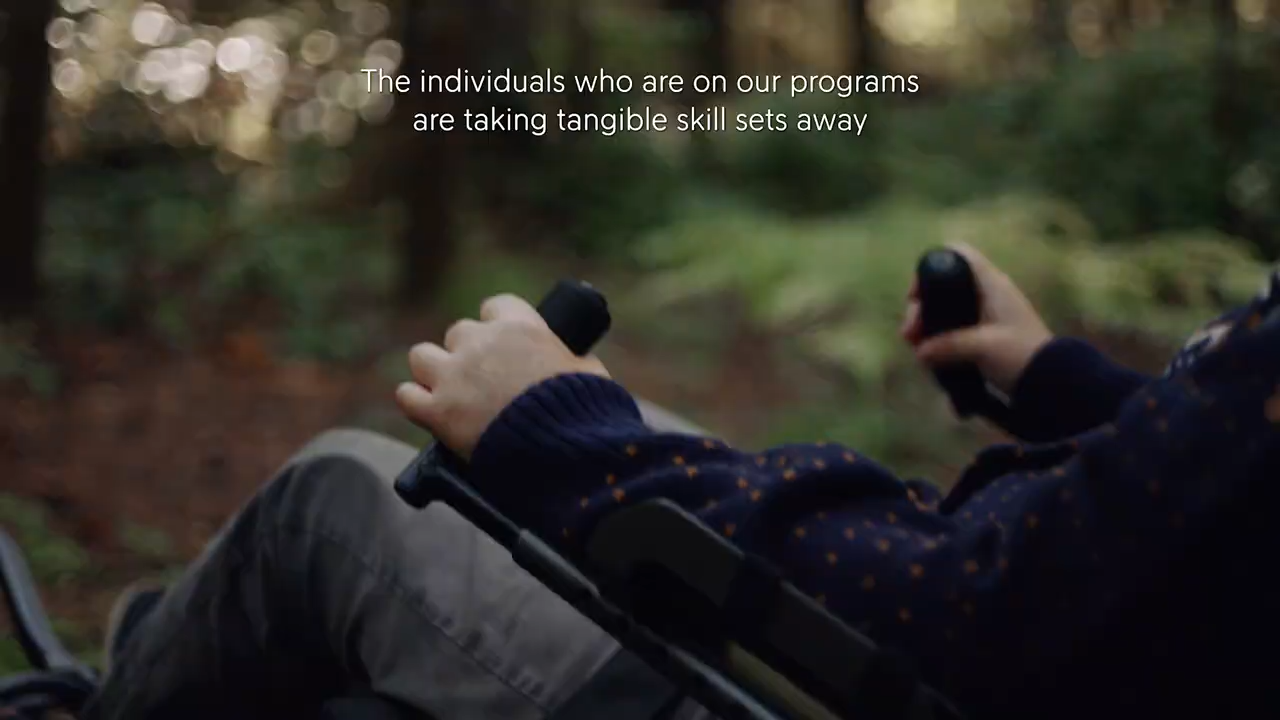 The individuals who are on our programs
are taking tangible skill sets away